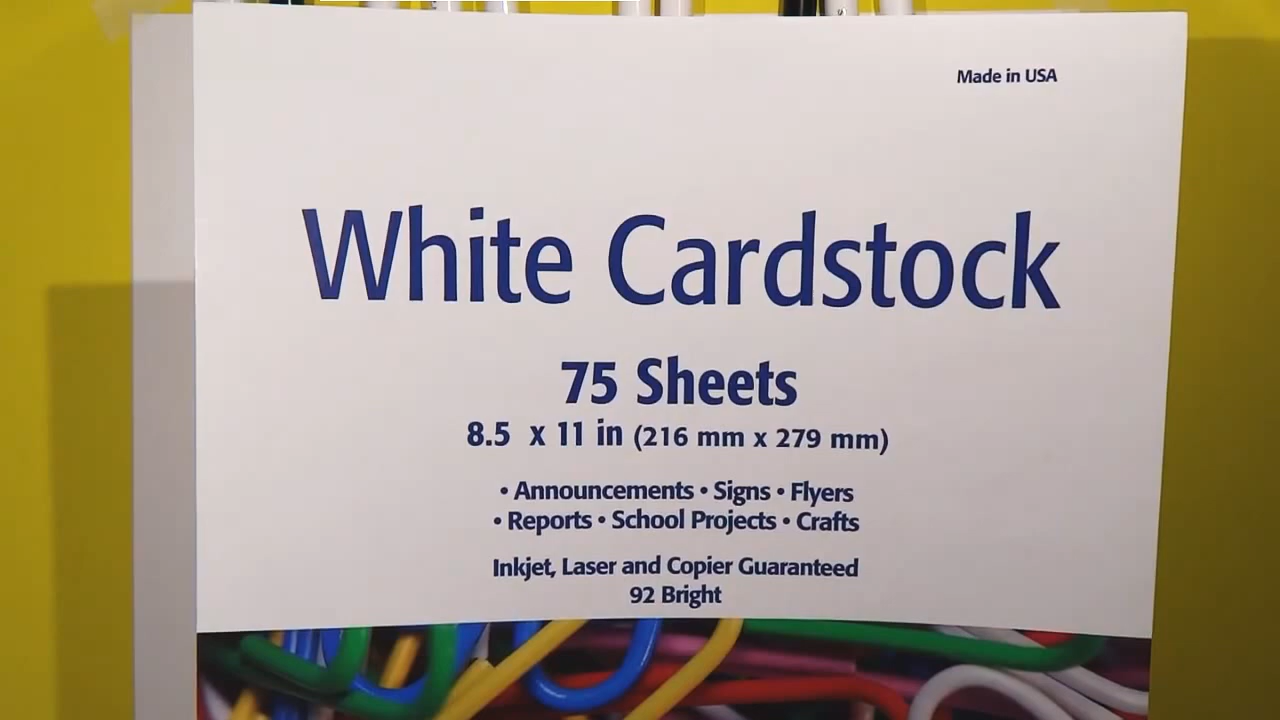 Made in USA
White Cardstock
75 Sheets
8.5 x 11 in (216 mm x 279 mm)
• Announcements • Signs • Flyers
• Reports • School Projects • Crafts
Inkjet, Laser and Copier Guaranteed
92 Bright